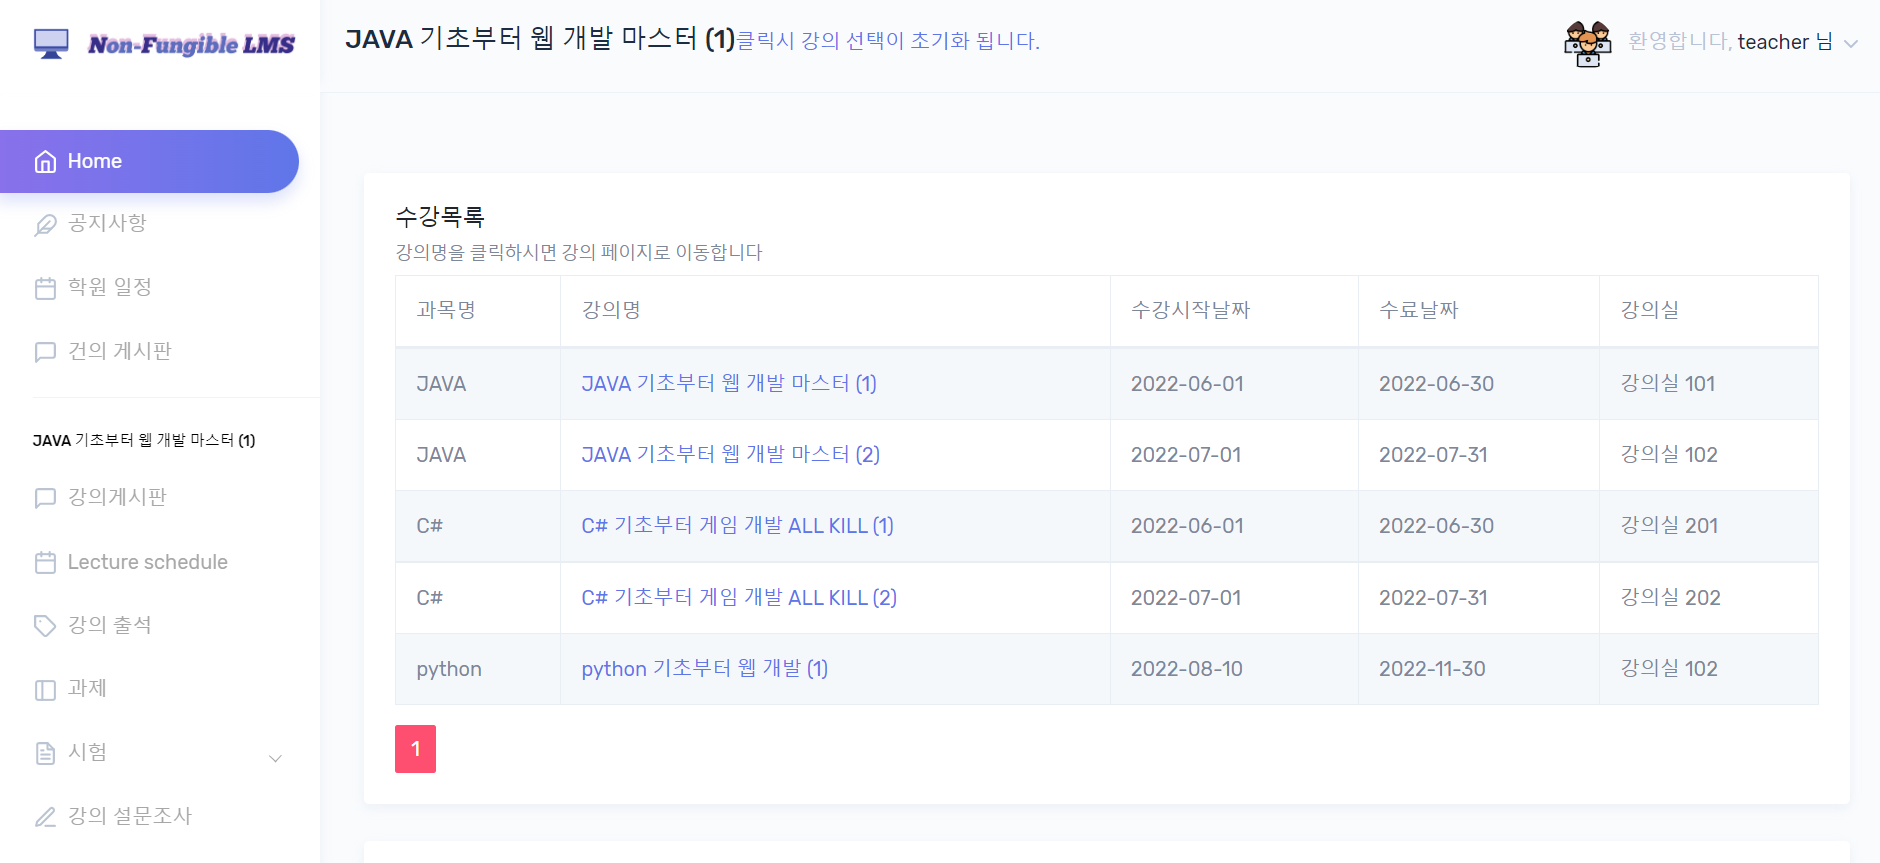 Non-Fungible LMS
JAVA 기초부터 웹 개발 마스터 (1)클릭시 강의 선택이 초기화 됩니다.
환영합니다, teacher 님
Home
공지사항
학원 일정
건의 게시판
JAVA 기초부터 웹 개발 마스터 (1)
강의게시판
Lecture schedule
강의 출석
과제
시험
강의 설문조사
수강목록
강의명을 클릭하시면 강의 페이지로 이동합니다
과목명 강의명 수강시작날짜 수료날짜 강의실
JAVA JAVA 기초부터 웹 개발 마스터 (1) 2022-06-01 2022-06-30 강의실 101
JAVA JAVA 기초부터 웹 개발 마스터 (2) 2022-07-01 2022-07-31 강의실 102
C# C# 기초부터 게임 개발 ALL KILL (1) 2022-06-01 2022-06-30 강의실 201
C# C# 기초부터 게임 개발 ALL KILL (2) 2022-07-01 2022-07-31 강의실 202
python python 기초부터 웹 개발 (1) 2022-08-10 2022-11-30 강의실 102
1